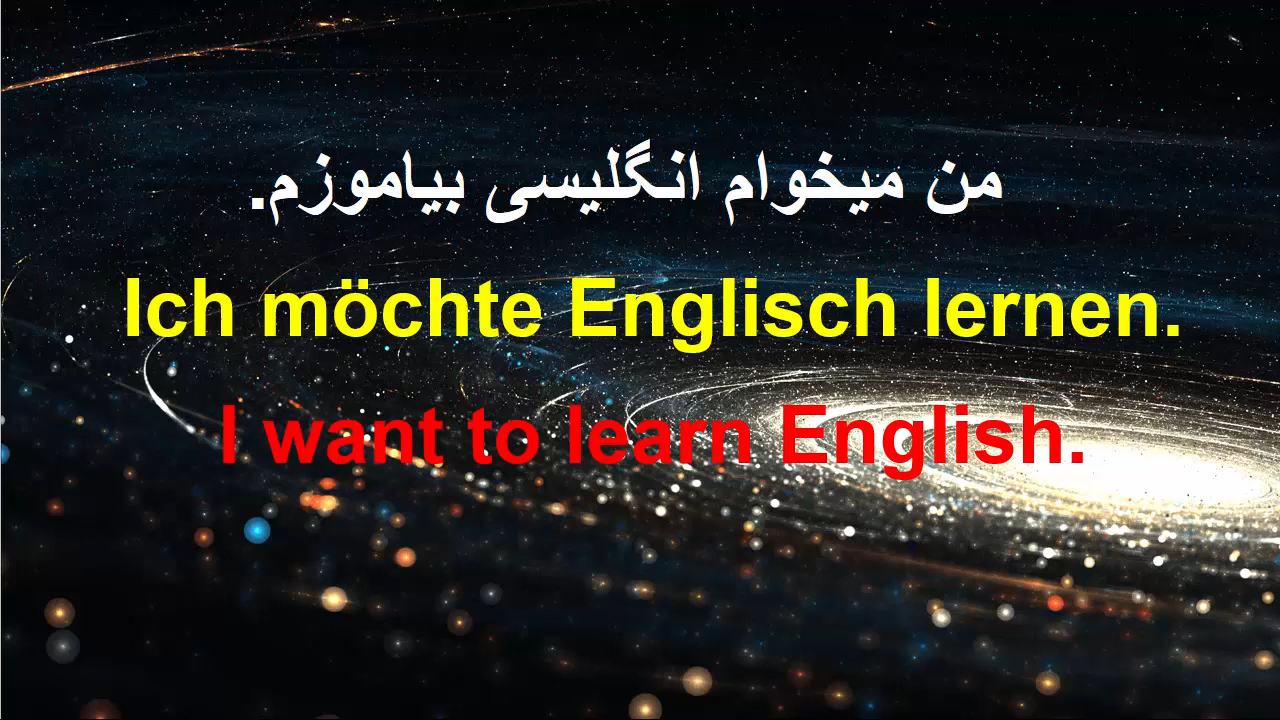 من میخوام انگلیسی بیاموزم.
Ich möchte Englisch lernen.
I want to learn English.